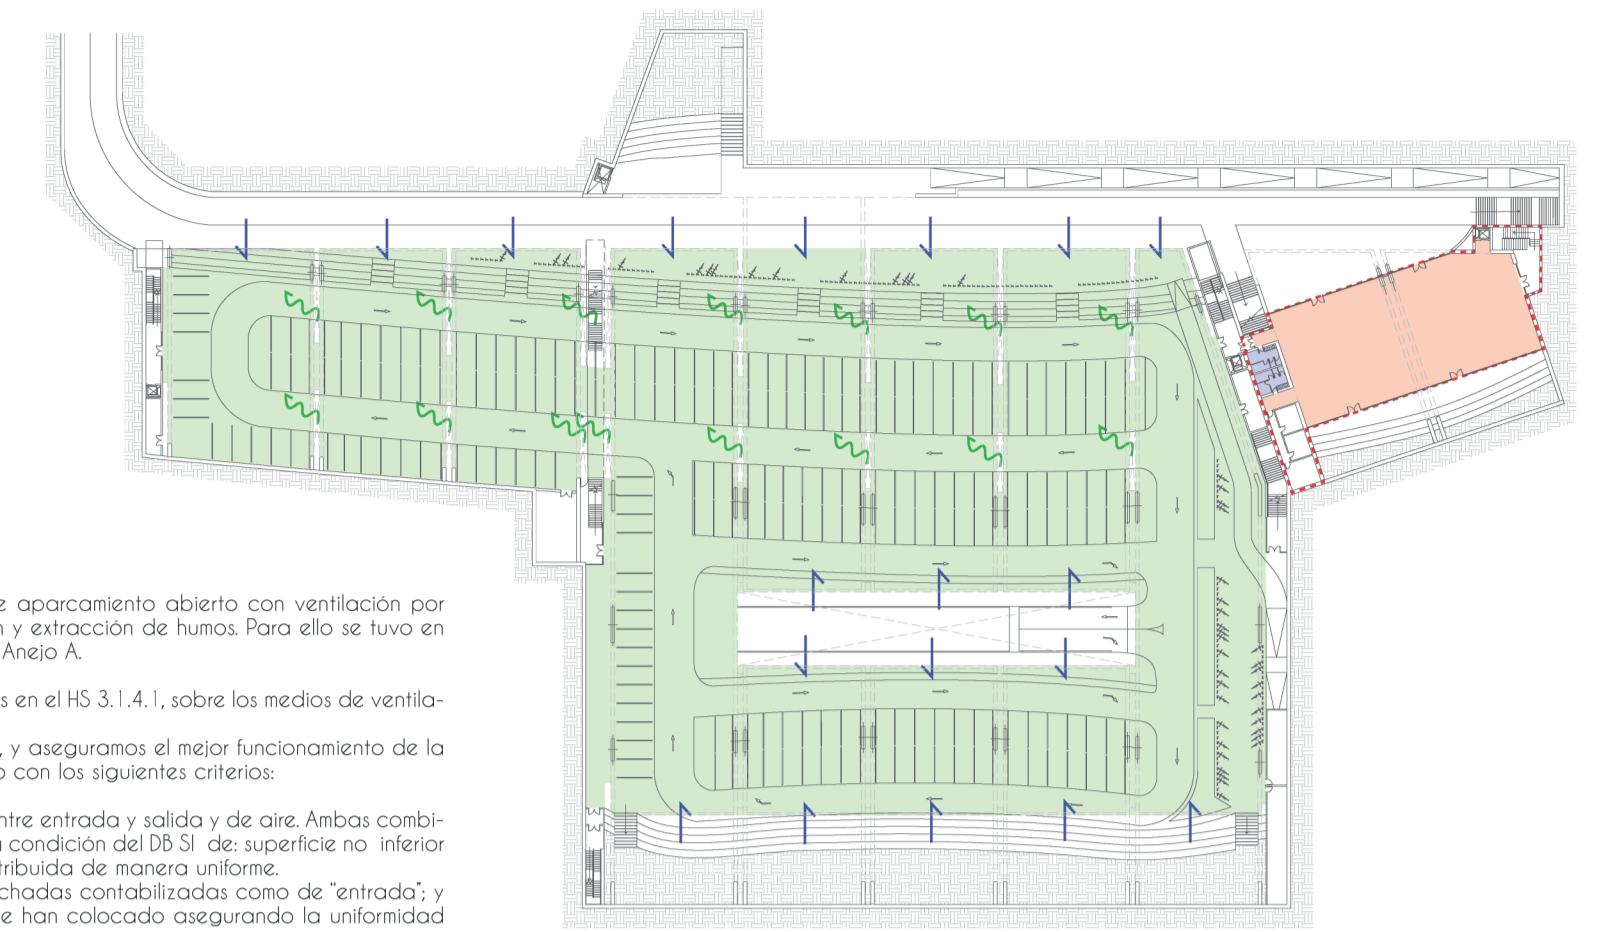 e aparcamiento abierto con ventilación por
n y extracción de humos. Para ello se tuvo en
Anejo A.
s en el HS 3.1.4.1, sobre los medios de ventila-
, y aseguramos el mejor funcionamiento de la
o con los siguientes criterios:
ntre entrada y salida y de aire. Ambas combi-
a condición del DB SI de: superficie no inferior
tribuida de manera uniforme.
chadas contabilizadas como de “entrada”; y
e han colocado asegurando la uniformidad